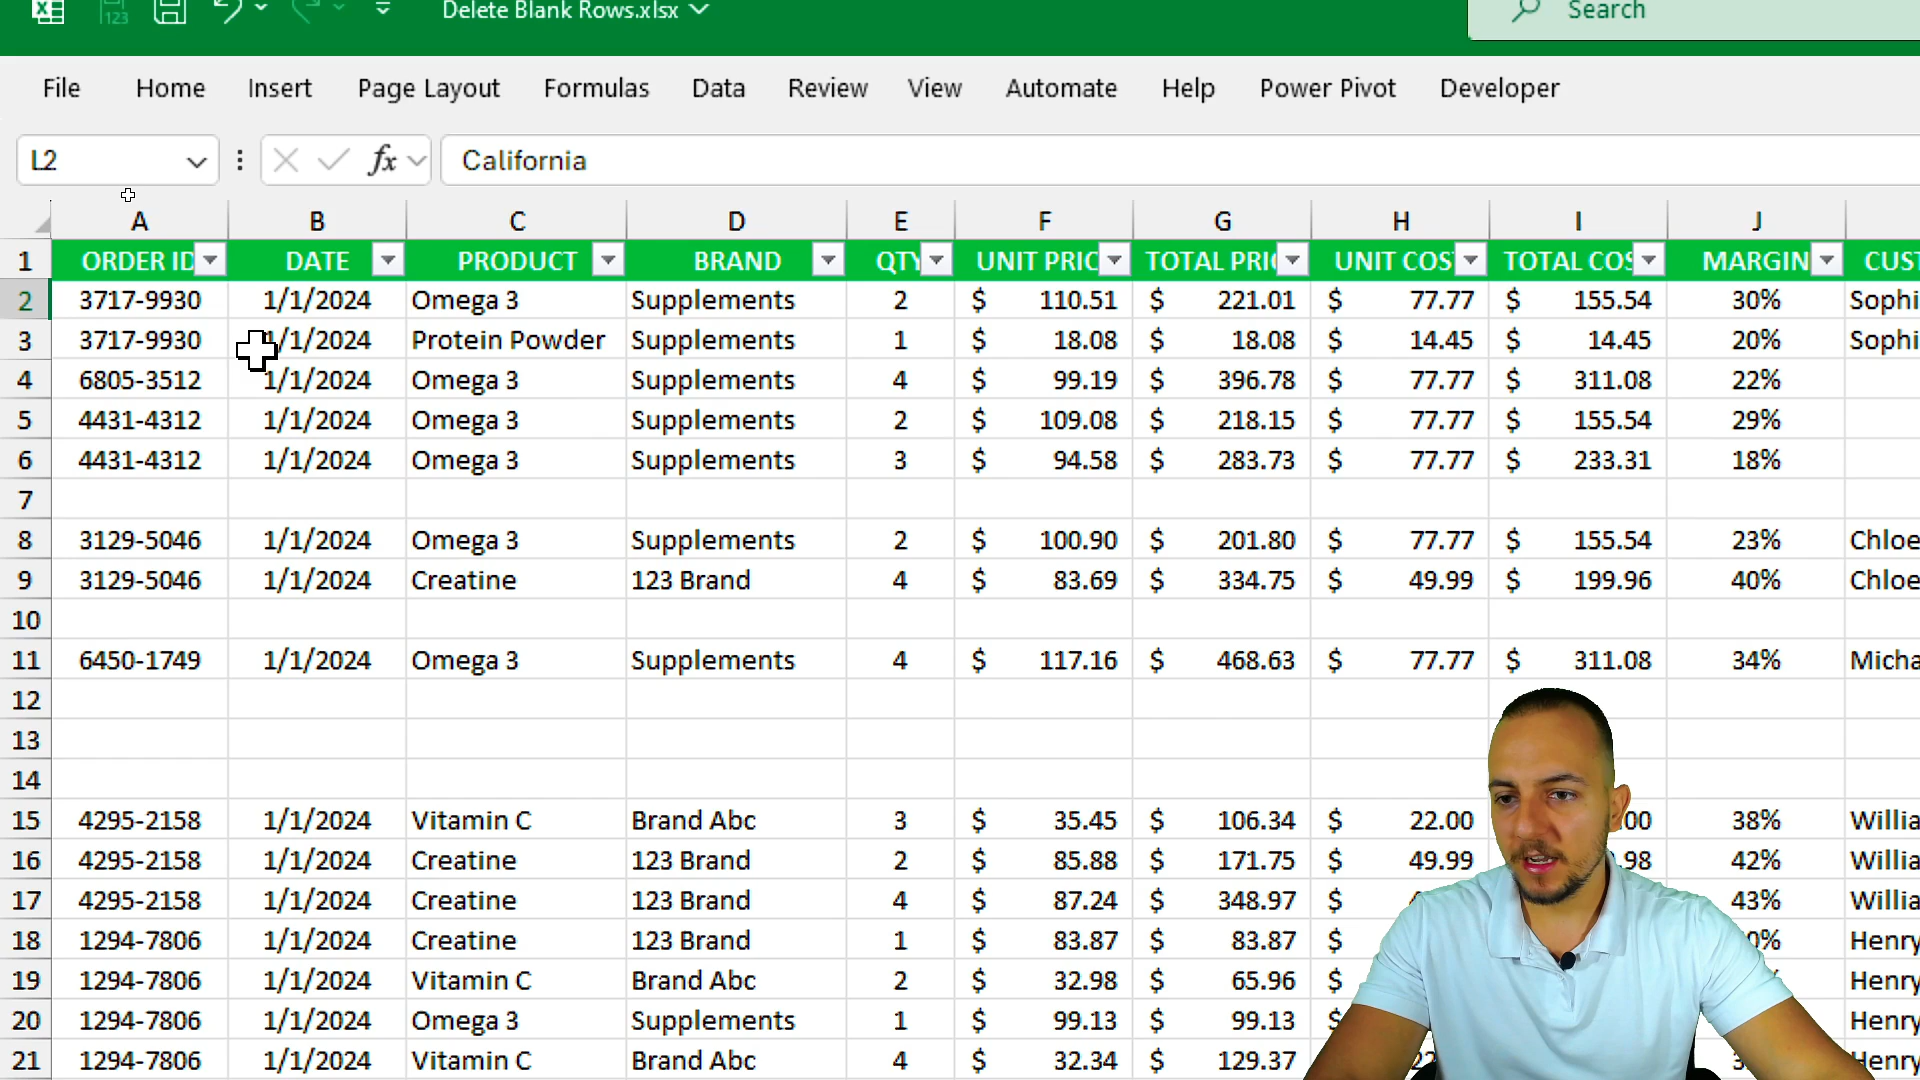 Delete Blank Rows.xlsx
Search
File Home Insert Page Layout Formulas Data Review View Automate Help Power Pivot Developer
L2 fx California
A B C D E F G H I J
1 ORDER ID DATE PRODUCT BRAND QTY UNIT PRIC TOTAL PRI UNIT COS TOTAL COS MARGIN CUST
2 3717-9930 1/1/2024 Omega 3 Supplements 2 $ 110.51 $ 221.01 $ 77.77 $ 155.54 30% Sophi
3 3717-9930 1/1/2024 Protein Powder Supplements 1 $ 18.08 $ 18.08 $ 14.45 $ 14.45 20% Sophi
4 6805-3512 1/1/2024 Omega 3 Supplements 4 $ 99.19 $ 396.78 $ 77.77 $ 311.08 22%
5 4431-4312 1/1/2024 Omega 3 Supplements 2 $ 109.08 $ 218.15 $ 77.77 $ 155.54 29%
6 4431-4312 1/1/2024 Omega 3 Supplements 3 $ 94.58 $ 283.73 $ 77.77 $ 233.31 18%
7
8 3129-5046 1/1/2024 Omega 3 Supplements 2 $ 100.90 $ 201.80 $ 77.77 $ 155.54 23% Chloe
9 3129-5046 1/1/2024 Creatine 123 Brand 4 $ 83.69 $ 334.75 $ 49.99 $ 199.96 40% Chloe
10
11 6450-1749 1/1/2024 Omega 3 Supplements 4 $ 117.16 $ 468.63 $ 77.77 $ 311.08 34% Micha
12
13
14
15 4295-2158 1/1/2024 Vitamin C Brand Abc 3 $ 35.45 $ 106.34 $ 22.00 00 38% Willia
16 4295-2158 1/1/2024 Creatine 123 Brand 2 $ 85.88 $ 171.75 $ 49.99 .98 42% Willia
17 4295-2158 1/1/2024 Creatine 123 Brand 4 $ 87.24 $ 348.97 $ 43% Willia
18 1294-7806 1/1/2024 Creatine 123 Brand 1 $ 83.87 $ 83.87 $ 0% Henry
19 1294-7806 1/1/2024 Vitamin C Brand Abc 2 $ 32.98 $ 65.96 $ Henry
20 1294-7806 1/1/2024 Omega 3 Supplements 1 $ 99.13 $ 99.13 $ Henry
21 1294-7806 1/1/2024 Vitamin C Brand Abc 4 $ 32.34 $ 129.37 Henry